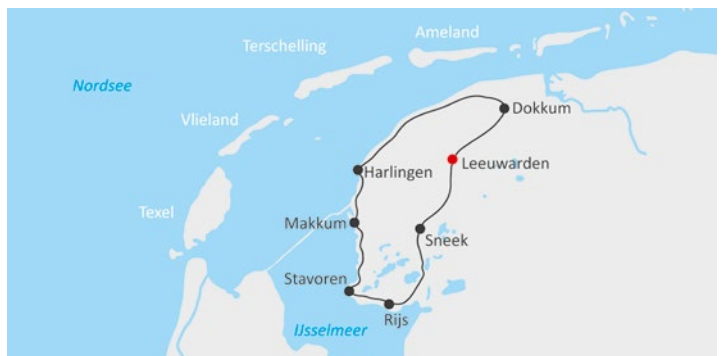 Ameland
Terschelling
Nordsee
Dokkum
Vlieland
Leeuwarden
Harlingen
Texel
Makkum
Sneek
Stavoren
Rijs
IJsselmeer